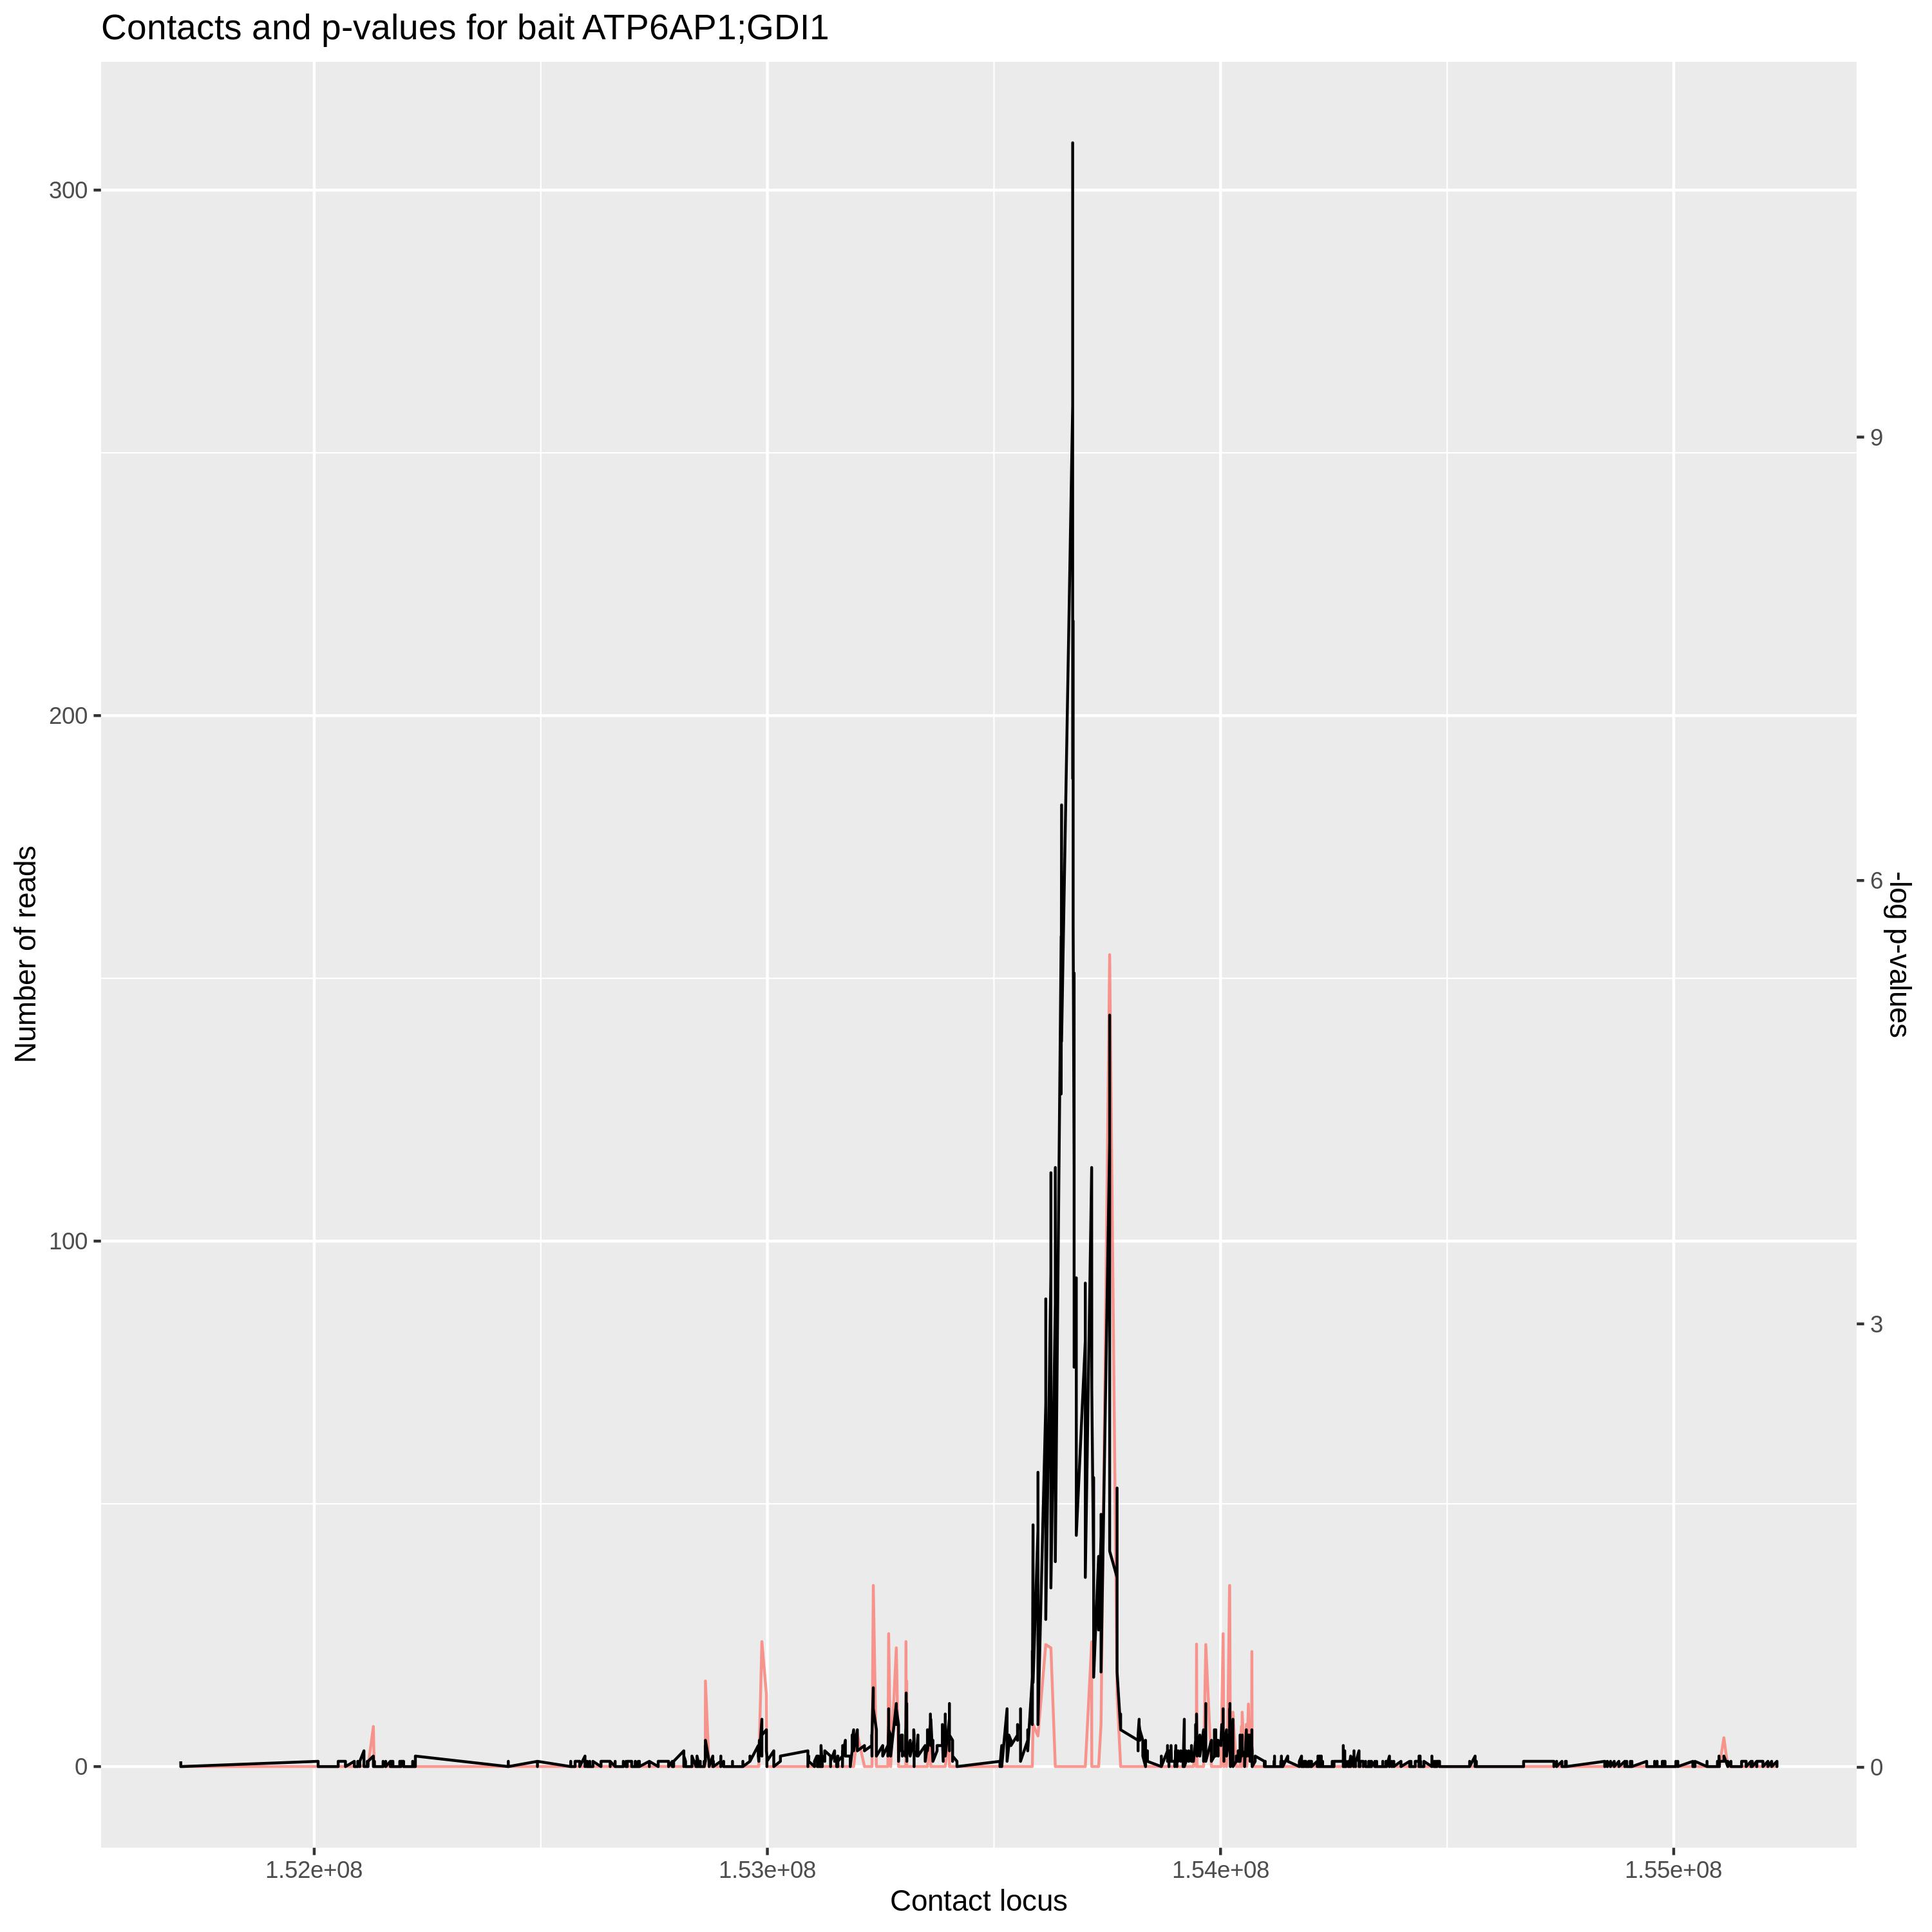 Contacts and p-values for bait ATP6AP1;GDI1
300
200
100
0
Number of reads
9
6
3
0
-log p-values
1.52e+08 1.53e+08 1.54e+08 1.55e+08
Contact locus